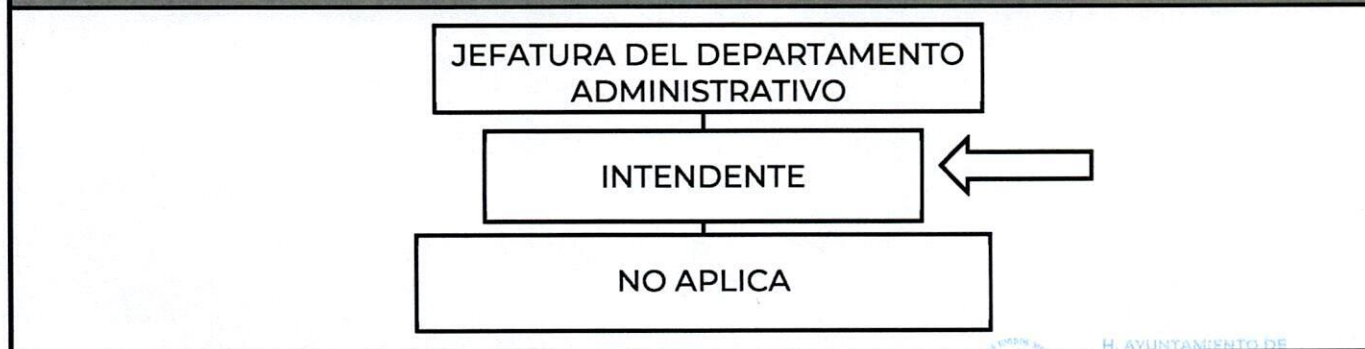 JEFATURA DEL DEPARTAMENTO
ADMINISTRATIVO
INTENDENTE
NO APLICA
H. AYUNTAMIENTO DE